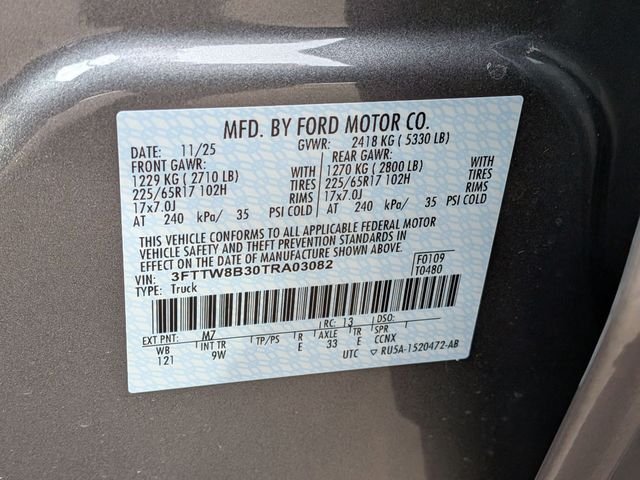 MFD. BY FORD MOTOR CO.
DATE: 11/25 GVWR: 2418 KG ( 5330 LB)
FRONT GAWR: REAR GAWR:
1229 KG ( 2710 LB) WITH 1270 KG ( 2800 LB) WITH
225/65R17 102H TIRES 225/65R17 102H TIRES
17x7.0J RIMS 17x7.0J RIMS
AT 240 kPa/ 35 PSI COLD AT 240 kPa/ 35 PSI COLD
THIS VEHICLE CONFORMS TO ALL APPLICABLE FEDERAL MOTOR
VEHICLE SAFETY AND THEFT PREVENTION STANDARDS IN
EFFECT ON THE DATE OF MANUFACTURE SHOWN ABOVE.
VIN: 3FTTW8B30TRA03082 F0109
TYPE: Truck T0480
RC: 13 DSO:
EXT PNT: M7
WB INT TR TP/PS R AXLE TR SPR
121 9W E 33 E CCNX
UTC ▽ RU5A-1520472-AB